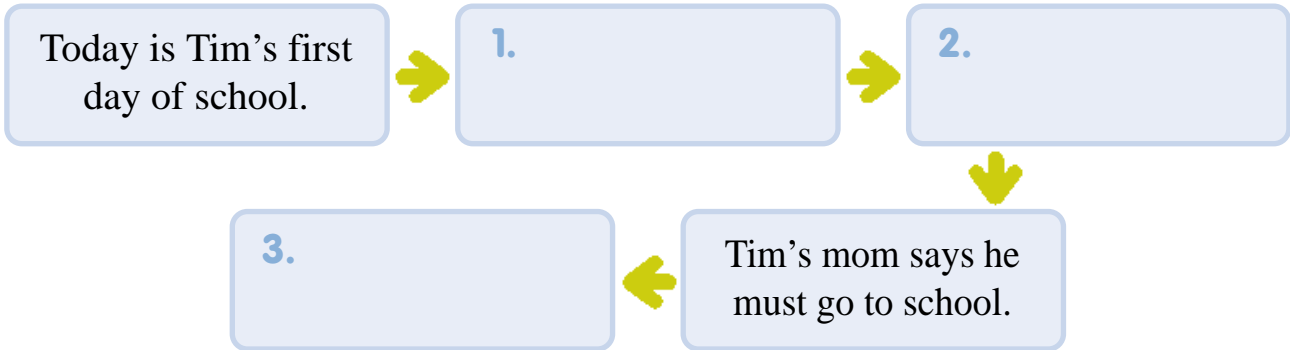 Today is Tim’s first
day of school.
1.
2.
Tim’s mom says he
must go to school.
3.